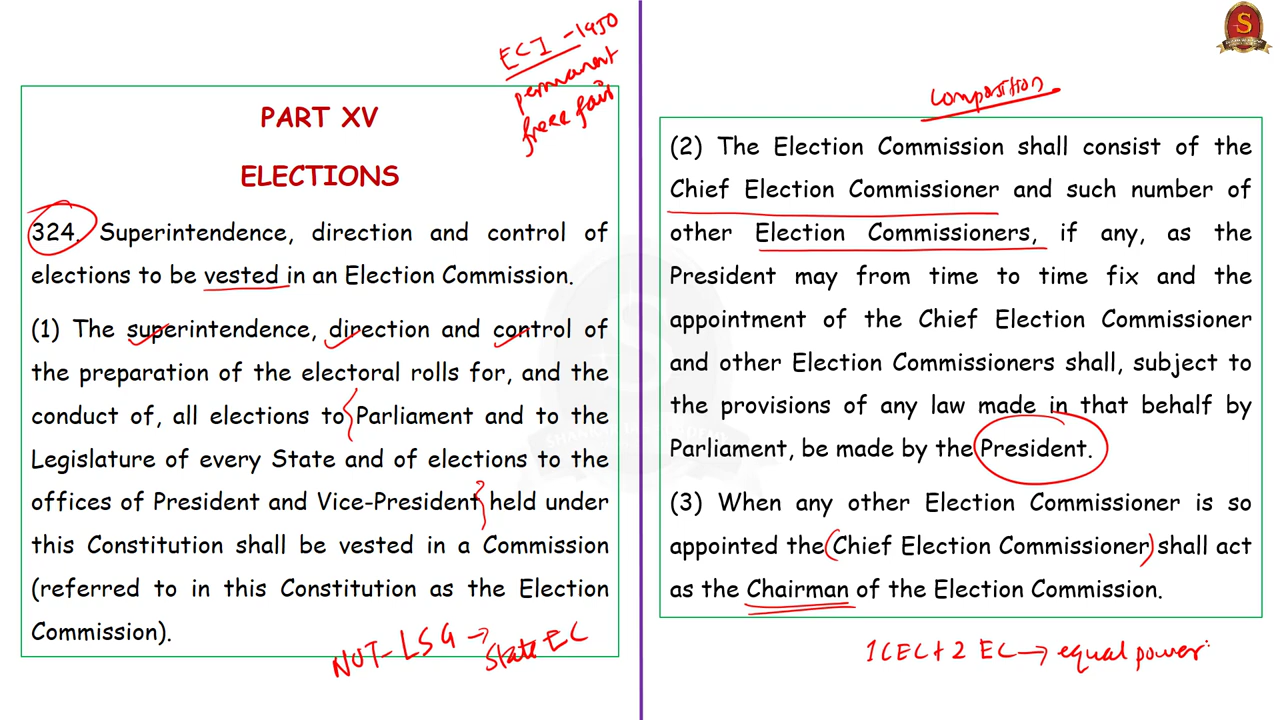 ECI - 1950
permanent
free fair
PART XV
ELECTIONS
324. Superintendence, direction and control of
elections to be vested in an Election Commission.
(1) The superintendence, direction and control of
the preparation of the electoral rolls for, and the
conduct of, all elections to Parliament and to the
Legislature of every State and of elections to the
offices of President and Vice-President held under
this Constitution shall be vested in a Commission
(referred to in this Constitution as the Election
Commission).
NOT - LSG →
State EC
composition
(2) The Election Commission shall consist of the
Chief Election Commissioner and such number of
other Election Commissioners, if any, as the
President may from time to time fix and the
appointment of the Chief Election Commissioner
and other Election Commissioners shall, subject to
the provisions of any law made in that behalf by
Parliament, be made by the President.
(3) When any other Election Commissioner is so
appointed the (Chief Election Commissioner) shall act
as the Chairman of the Election Commission.
1 CEC + 2 EC → equal power
S